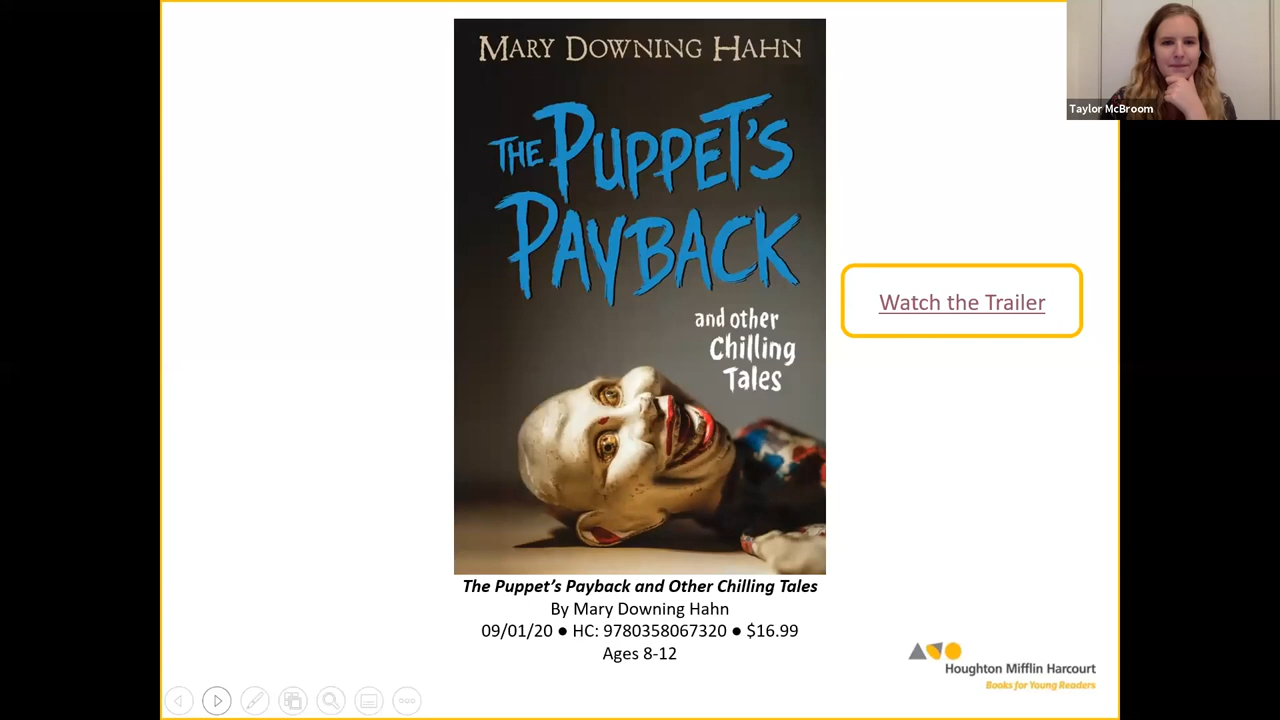 MARY DOWNING HAHN
THE PUPPET'S
PAYBACK
and other
Chilling
Tales
Taylor McBroom
Watch the Trailer
The Puppet's Payback and Other Chilling Tales
By Mary Downing Hahn
09/01/20 ● HC: 9780358067320 ● $16.99
Ages 8-12
Houghton Mifflin Harcourt
Books for Young Readers